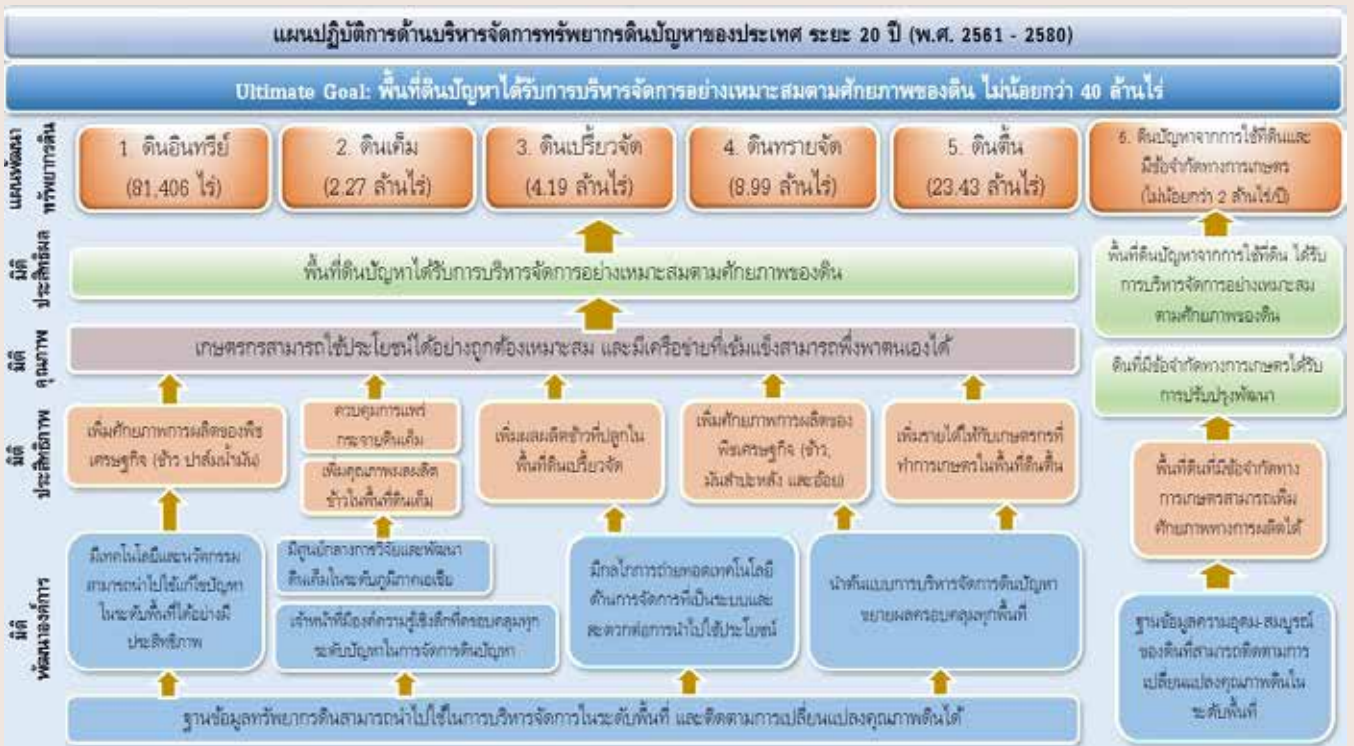 แผนปฏิบัติการด้านบริหารจัดการทรัพยากรดินปัญหาของประเทศ ระยะ 20 ปี (พ.ศ. 2561 - 2580)
Ultimate Goal: พื้นที่ดินปัญหาได้รับการบริหารจัดการอย่างเหมาะสมตามศักยภาพของดิน ไม่น้อยกว่า 40 ล้านไร่
แผนพัฒนา
ทรัพยากรดิน
1. ดินอินทรีย์
(81,406 ไร่)
2. ดินเค็ม
(2.27 ล้านไร่)
3. ดินเปรี้ยวจัด
(4.19 ล้านไร่)
4. ดินทรายจัด
(8.99 ล้านไร่)
5. ดินตื้น
(23.43 ล้านไร่)
6. ดินปัญหาจากการใช้ที่ดินและ
มีข้อจำกัดทางการเกษตร
(ไม่น้อยกว่า 2 ล้านไร่/ปี)
มิติ
ประสิทธิผล
พื้นที่ดินปัญหาได้รับการบริหารจัดการอย่างเหมาะสมตามศักยภาพของดิน
พื้นที่ดินปัญหาจากการใช้ที่ดิน ได้รับ
การบริหารจัดการอย่างเหมาะสม
ตามศักยภาพของดิน
มิติ
คุณภาพ
เกษตรกรสามารถใช้ประโยชน์ได้อย่างถูกต้องเหมาะสม และมีเครือข่ายที่เข้มแข็งสามารถพึ่งพาตนเองได้
ดินที่มีข้อจำกัดทางการเกษตรได้รับ
การปรับปรุงพัฒนา
มิติ
ประสิทธิภาพ
เพิ่มศักยภาพการผลิตของพืช
เศรษฐกิจ (ข้าว ปาล์มน้ำมัน)
ควบคุมการแพร่
กระจายดินเค็ม
เพิ่มคุณภาพผลผลิต
ข้าวในพื้นที่ดินเค็ม
เพิ่มผลผลิตข้าวที่ปลูกใน
พื้นที่ดินเปรี้ยวจัด
เพิ่มศักยภาพการผลิตของ
พืชเศรษฐกิจ (ข้าว,
มันสำปะหลัง และอ้อย)
เพิ่มรายได้ให้กับเกษตรกรที่
ทำการเกษตรในพื้นที่ดินตื้น
พื้นที่ดินที่มีข้อจำกัดทาง
การเกษตรสามารถเพิ่ม
ศักยภาพทางการผลิตได้
มิติ
พัฒนาองค์การ
มีเทคโนโลยีและนวัตกรรม
สามารถนำไปใช้แก้ไขปัญหา
ในระดับพื้นที่ได้อย่างมี
ประสิทธิภาพ
มีศูนย์กลางการวิจัยและพัฒนา
ดินเค็มในระดับภูมิภาคเอเชีย
เจ้าหน้าที่มีองค์ความรู้เชิงลึกที่ครอบคลุมทุก
ระดับปัญหาในการจัดการดินปัญหา
มีกลไกการถ่ายทอดเทคโนโลยี
ด้านการจัดการที่เป็นระบบและ
สะดวกต่อการนำไปใช้ประโยชน์
นำต้นแบบการบริหารจัดการดินปัญหา
ขยายผลครอบคลุมทุกพื้นที่
ฐานข้อมูลความอุดม-สมบูรณ์
ของดินที่สามารถติดตามการ
เปลี่ยนแปลงคุณภาพดินใน
ระดับพื้นที่
ฐานข้อมูลทรัพยากรดินสามารถนำไปใช้ในการบริหารจัดการในระดับพื้นที่ และติดตามการเปลี่ยนแปลงคุณภาพดินได้